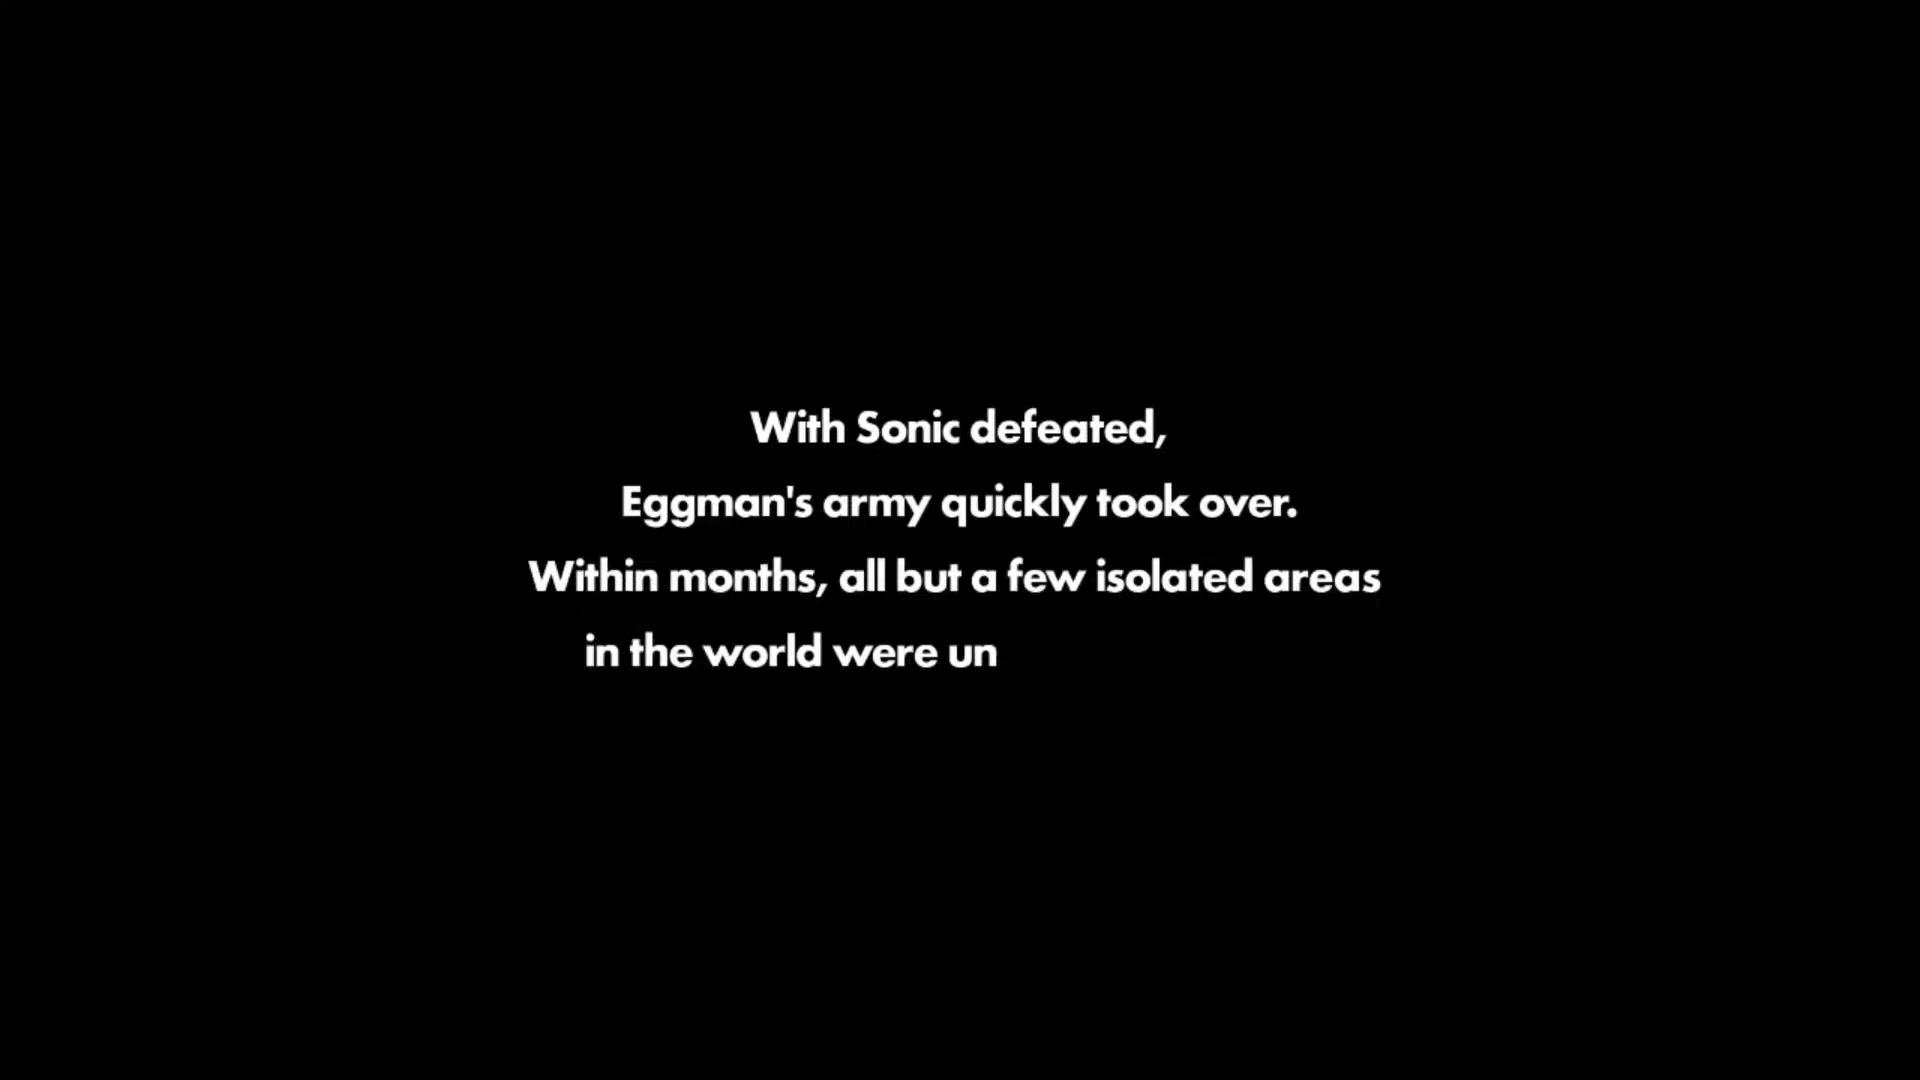 With Sonic defeated,
Eggman's army quickly took over.
Within months, all but a few isolated areas
in the world were un